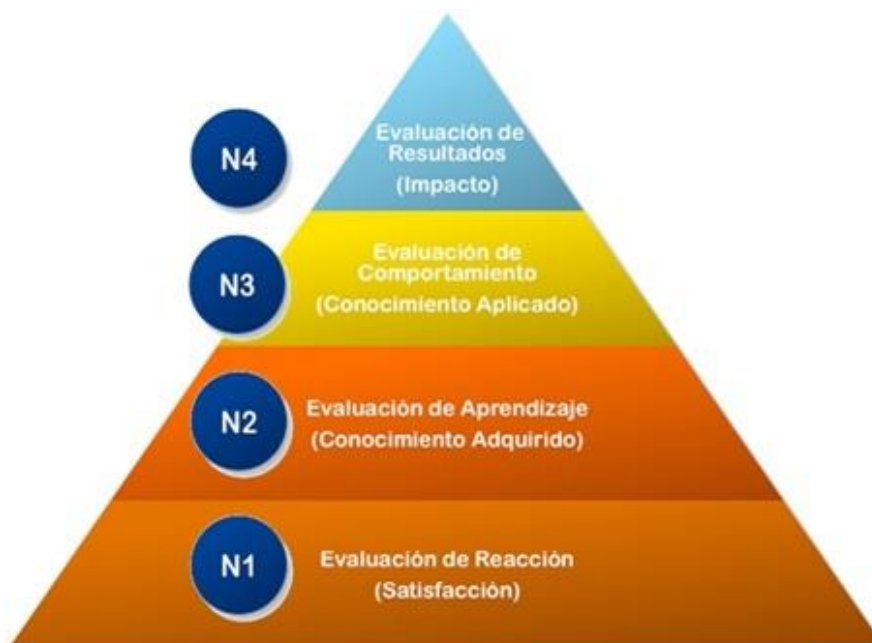 N4
Evaluación de
Resultados
(Impacto)
N3
Evaluación de
Comportamiento
(Conocimiento Aplicado)
N2
Evaluación de Aprendizaje
(Conocimiento Adquirido)
N1
Evaluación de Reacción
(Satisfacción)